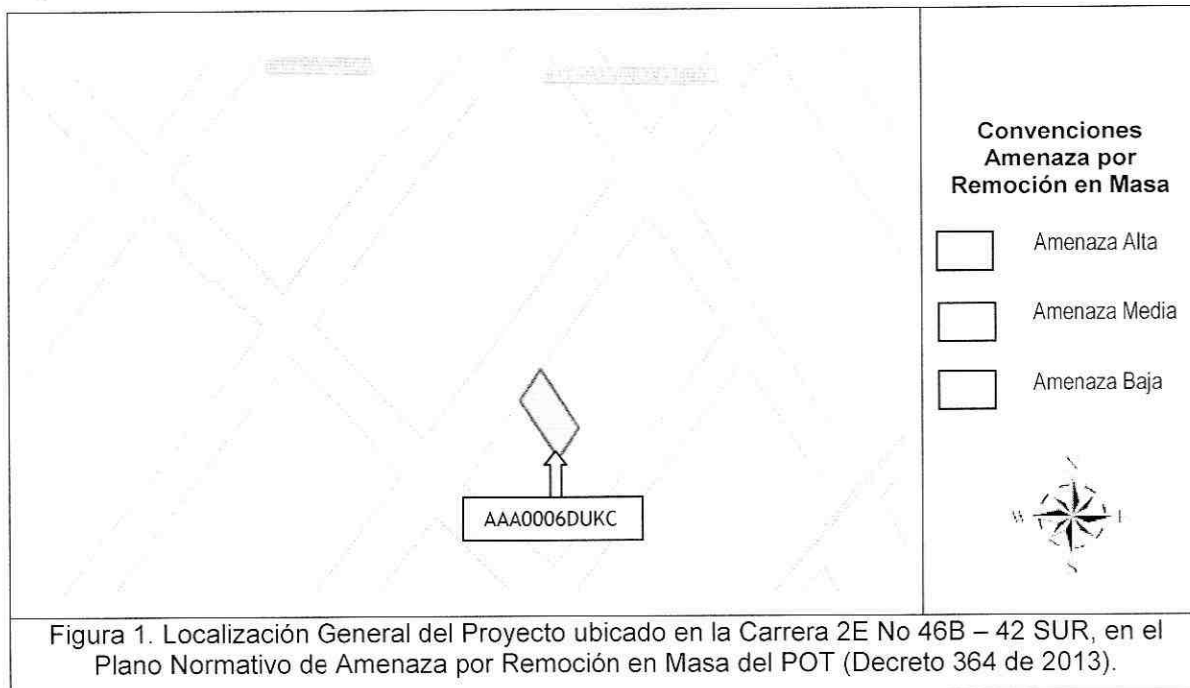 Convenciones
Amenaza por
Remoción en Masa
Amenaza Alta
Amenaza Media
Amenaza Baja
AAA0006DUKC
W
Figura 1. Localización General del Proyecto ubicado en la Carrera 2E No 46B – 42 SUR, en el
Plano Normativo de Amenaza por Remoción en Masa del POT (Decreto 364 de 2013).